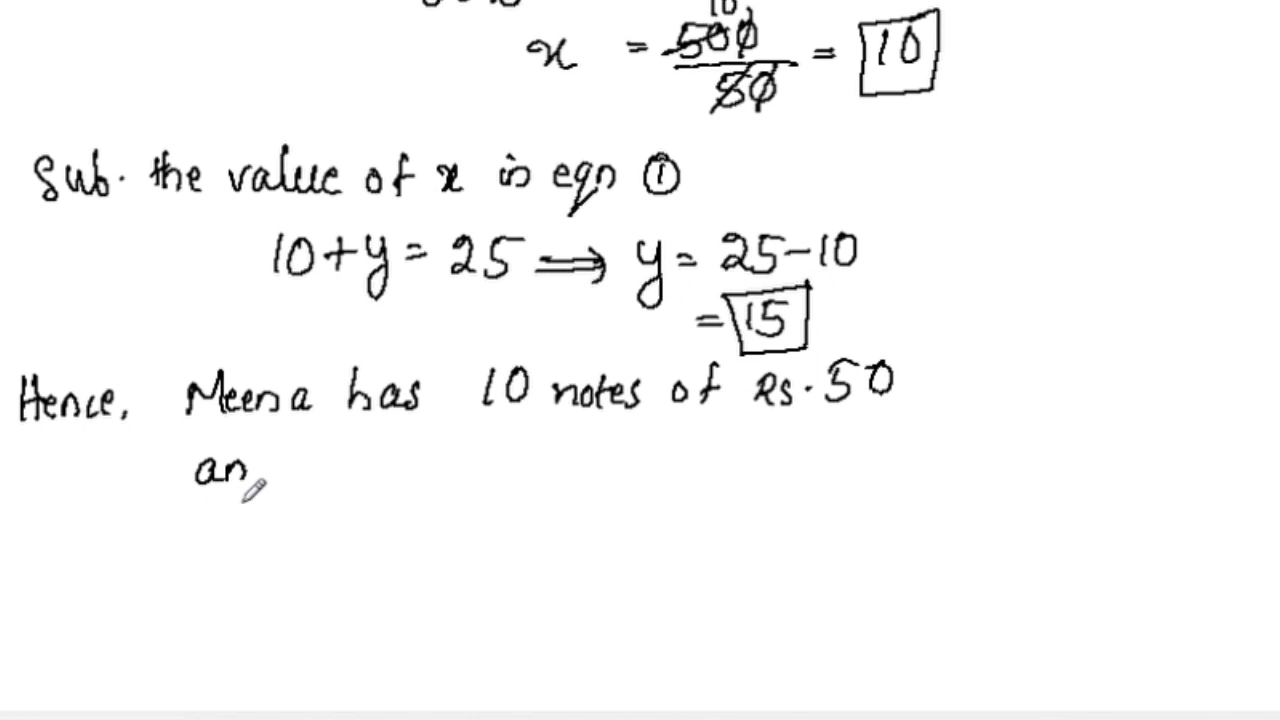 x = 500/50 = 10
Sub. the value of x in eqn ①
10+y = 25 ⟹ y = 25-10
= 15
Hence, Meena has 10 notes of Rs. 50
an